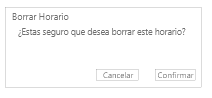 Borrar Horario
¿Estas seguro que desea borrar este horario?
Cancelar
Confirmar